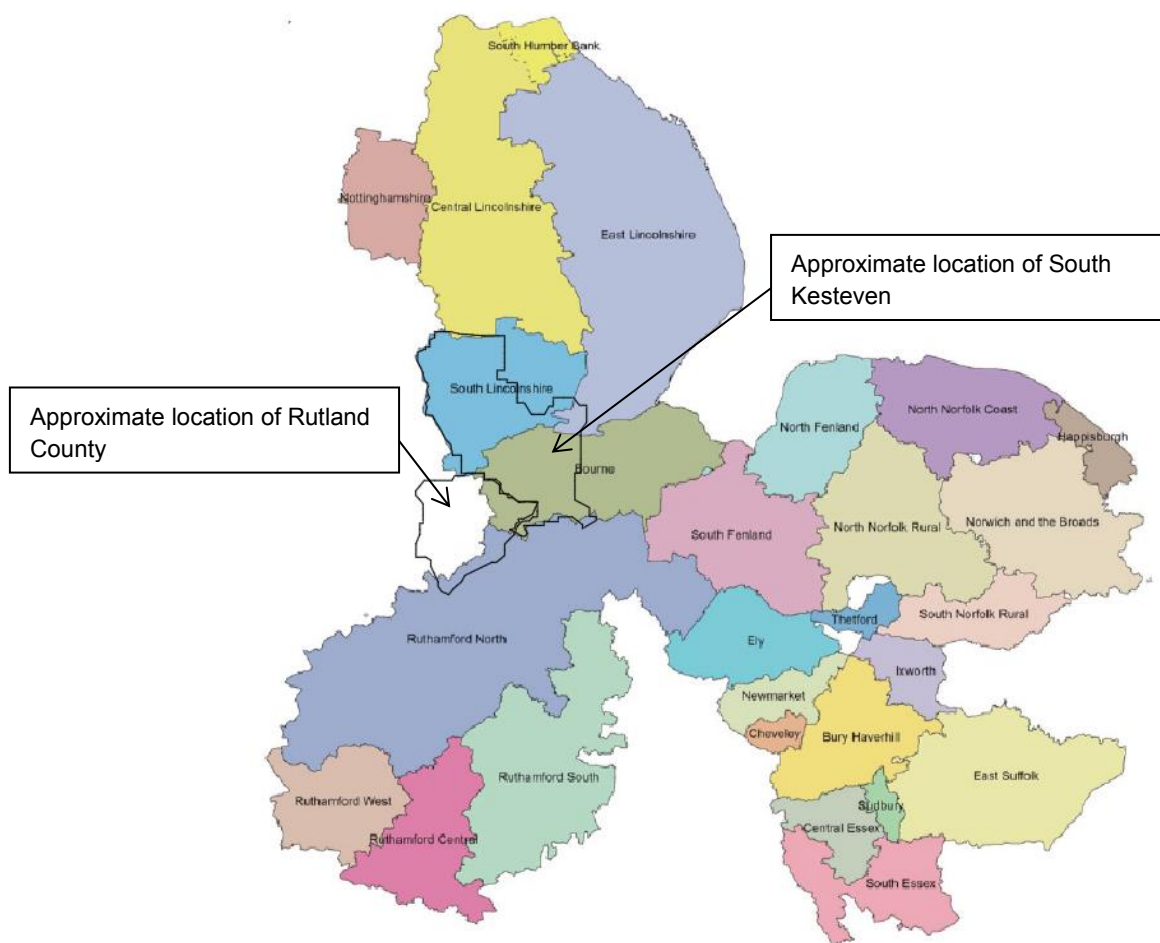 South Humber Bank
Nottinghamshire
Central Lincolnshire
East Lincolnshire
Approximate location of South
Kesteven
South Lincolnshire
Approximate location of Rutland
County
North Norfolk Coast
North Fenland
Happisburgh
Bourne
South Fenland
North Norfolk Rural
Norwich and the Broads
Thetford
South Norfolk Rural
Ruthamford North
Ely
Ixworth
Newmarket
Cheveley
Bury Haverhill
Ruthamford South
East Suffolk
Ruthamford West
Sudbury
Central Essex
Ruthamford Central
South Essex